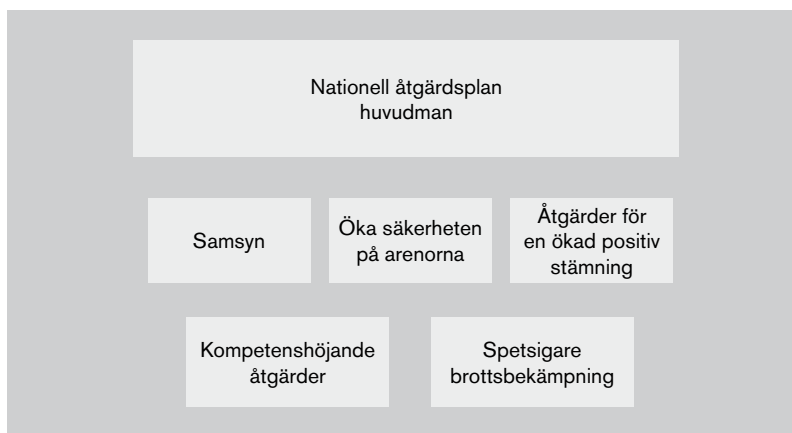 Nationell åtgärdsplan
huvudman
Samsyn
Öka säkerheten
på arenorna
Åtgärder för
en ökad positiv
stämning
Kompetenshöjande
åtgärder
Spetsigare
brottsbekämpning